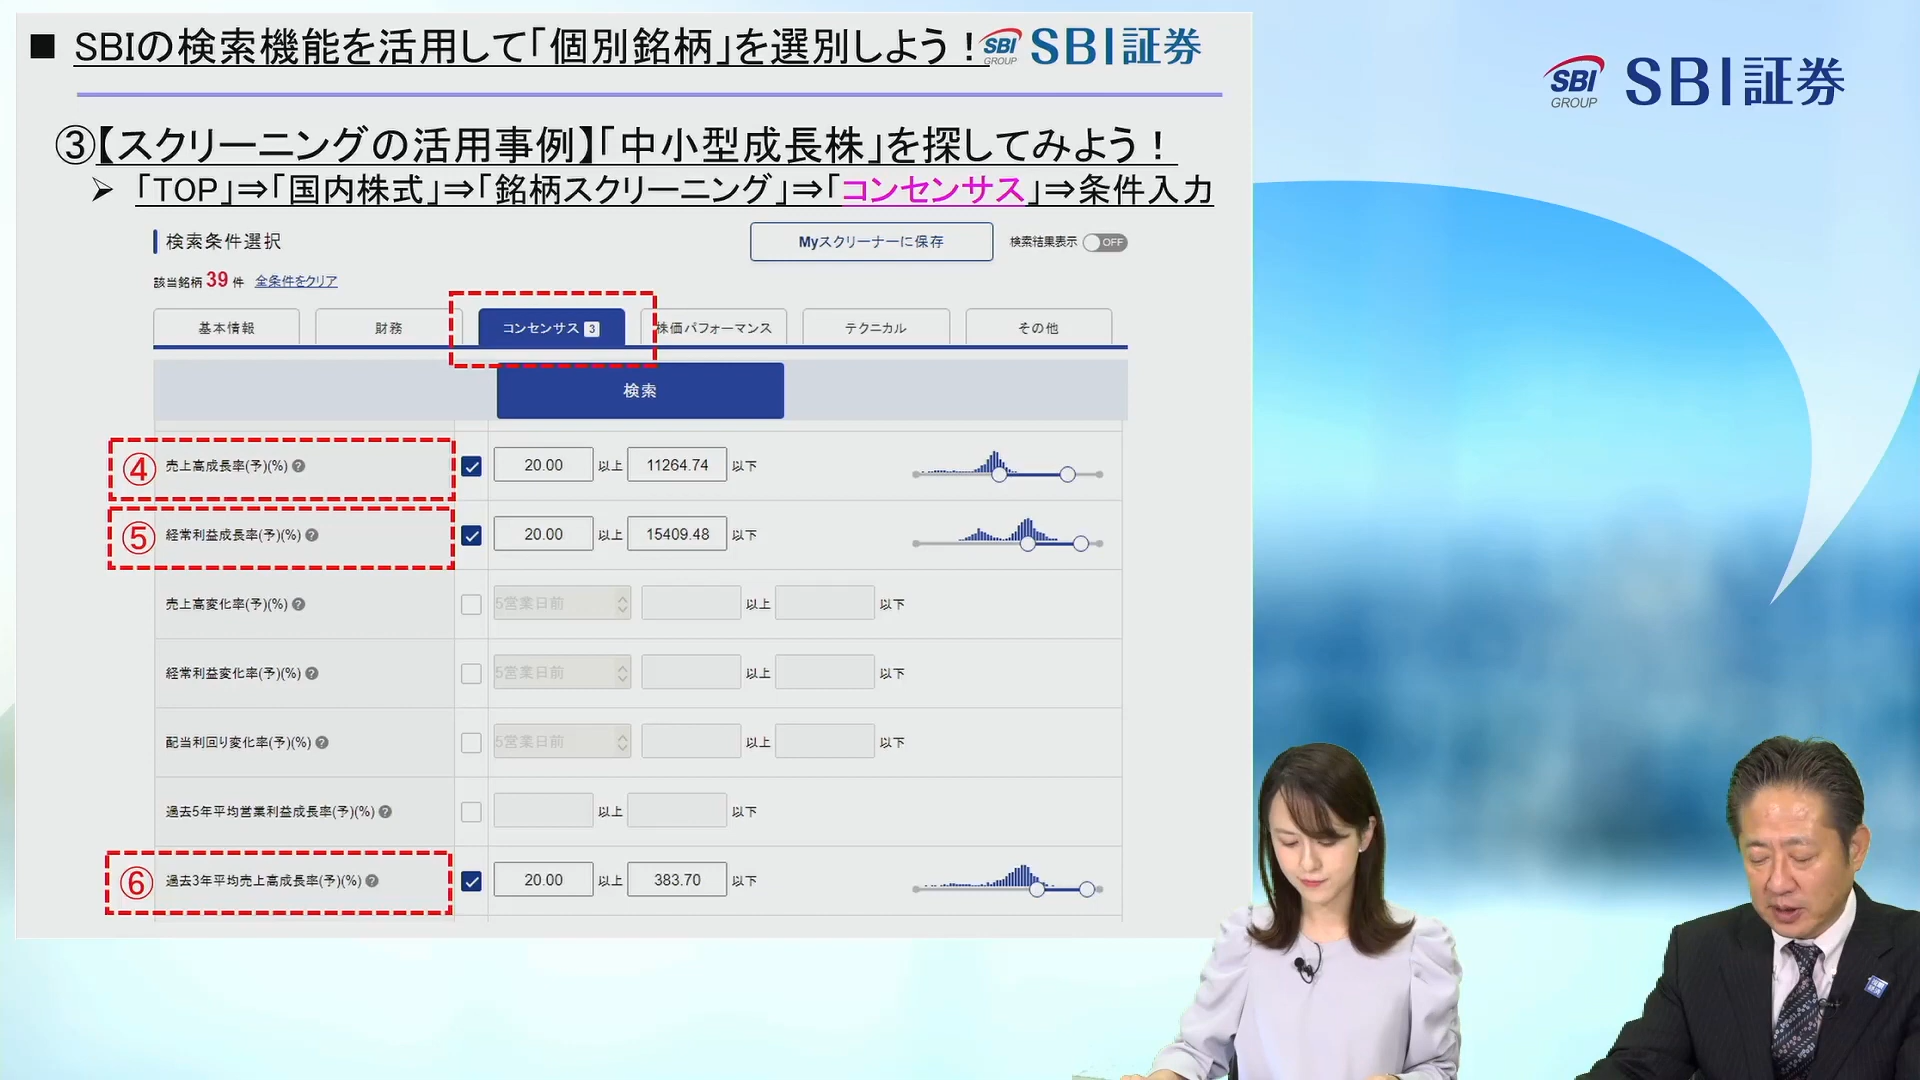 ■ SBIの検索機能を活用して「個別銘柄」を選別しよう！
SBI GROUP SBI証券
SBI GROUP SBI証券
③【スクリーニングの活用事例】「中小型成長株」を探してみよう！
➢ 「TOP」⇒「国内株式」⇒「銘柄スクリーニング」⇒「コンセンサス」⇒条件入力
検索条件選択
Myスクリーナーに保存
検索結果表示 OFF
該当銘柄 39 件 全条件をクリア
基本情報 財務 コンセンサス 3 株価パフォーマンス テクニカル その他
検索
④ 売上高成長率(予)(%) ? 20.00 以上 11264.74 以下
⑤ 経常利益成長率(予)(%) ? 20.00 以上 15409.48 以下
売上高変化率(予)(%) ? 5営業日前 以上 以下
経常利益変化率(予)(%) ? 5営業日前 以上 以下
配当利回り変化率(予)(%) ? 5営業日前 以上 以下
過去5年平均営業利益成長率(予)(%) ? 以上 以下
⑥ 過去3年平均売上高成長率(予)(%) ? 20.00 以上 383.70 以下